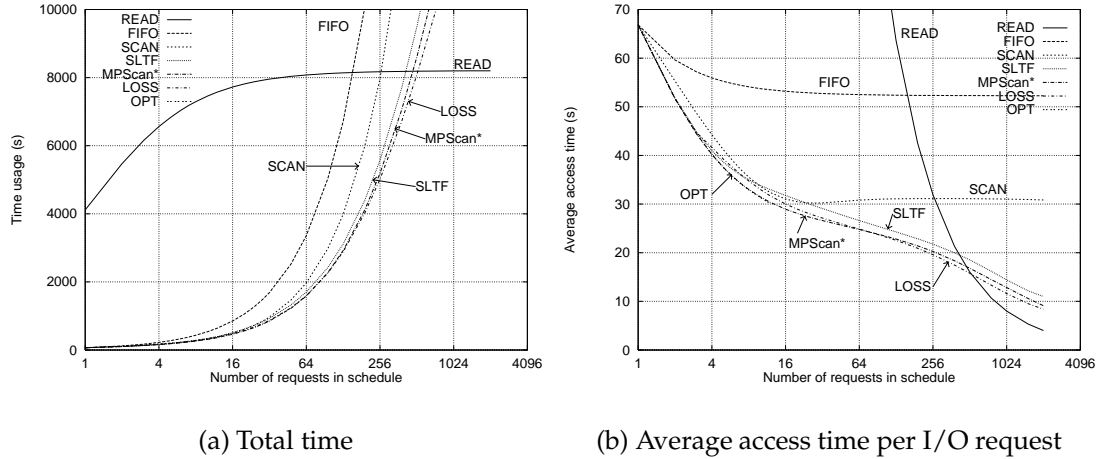 READ
FIFO
SCAN
SLTF
MPScan*
LOSS
OPT
FIFO
READ
LOSS
MPScan*
SCAN
SLTF
10000
8000
6000
4000
2000
0
Time usage (s)
1 4 16 64 256 1024 4096
Number of requests in schedule
(a) Total time
READ
FIFO
SCAN
SLTF
MPScan*
LOSS
OPT
READ
FIFO
SCAN
OPT
SLTF
MPScan*
LOSS
70
60
50
40
30
20
10
0
Average access time (s)
1 4 16 64 256 1024 4096
Number of requests in schedule
(b) Average access time per I/O request